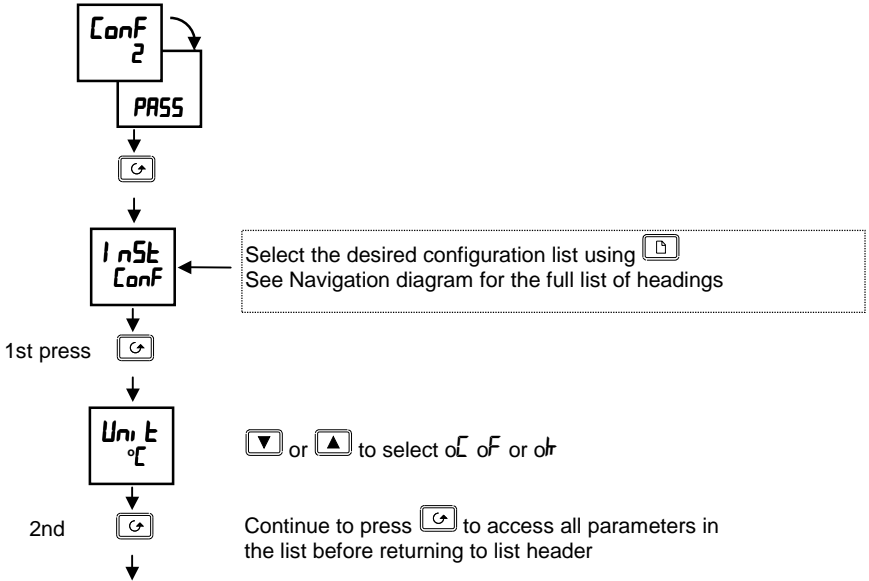 ConF
2
PASS
InSt
ConF
Select the desired configuration list using
See Navigation diagram for the full list of headings
1st press
Unit
°C
▼ or ▲ to select oC oF or ok
2nd
Continue to press to access all parameters in
the list before returning to list header